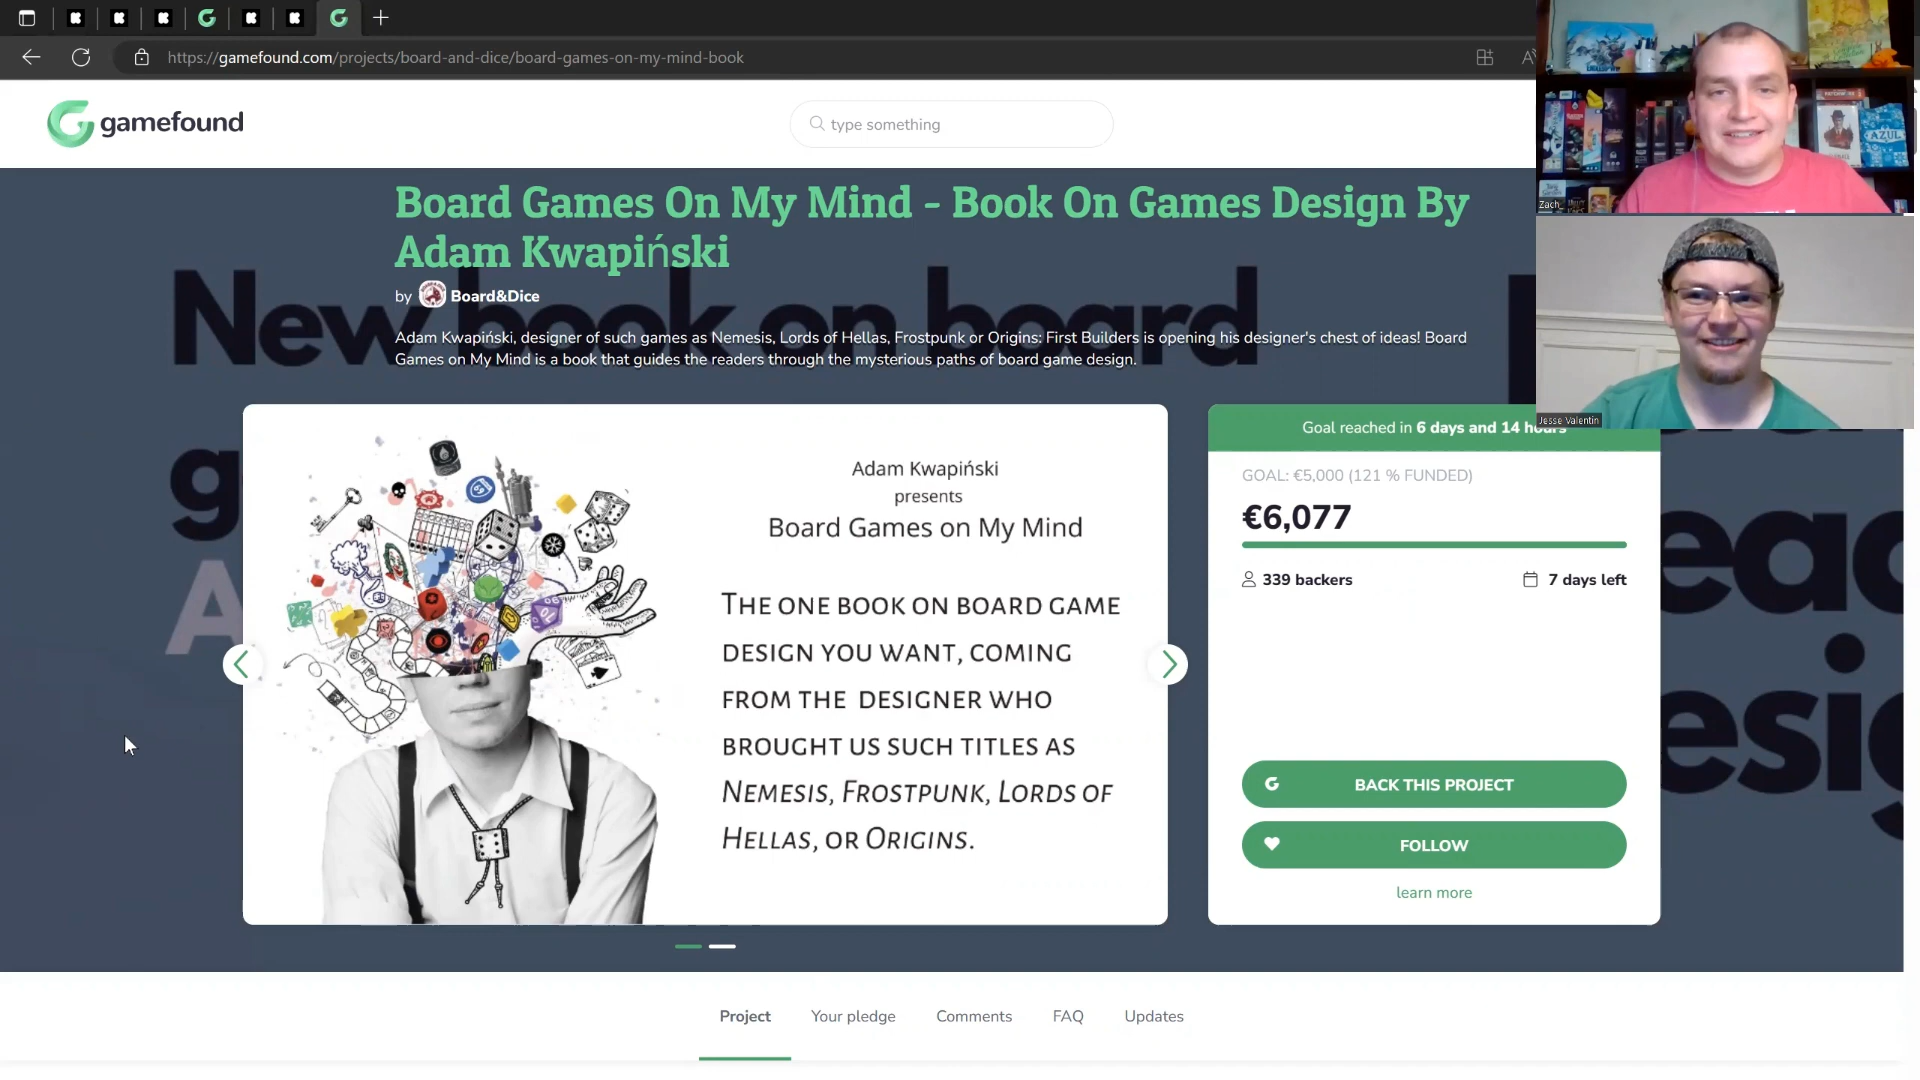 https://gamefound.com/projects/board-and-dice/board-games-on-my-mind-book
gamefound
type something
Board Games On My Mind - Book On Games Design By
Adam Kwapiński
by Board&Dice
Adam Kwapiński, designer of such games as Nemesis, Lords of Hellas, Frostpunk or Origins: First Builders is opening his designer's chest of ideas! Board
Games on My Mind is a book that guides the readers through the mysterious paths of board game design.
New book on board
Adam Kwapiński
presents
Board Games on My Mind
THE ONE BOOK ON BOARD GAME
DESIGN YOU WANT, COMING
FROM THE DESIGNER WHO
BROUGHT US SUCH TITLES AS
NEMESIS, FROSTPUNK, LORDS OF
HELLAS, OR ORIGINS.
Goal reached in 6 days and 14 hours
GOAL: €5,000 (121 % FUNDED)
€6,077
339 backers
7 days left
BACK THIS PROJECT
FOLLOW
learn more
Project
Your pledge
Comments
FAQ
Updates
AZUL
Zach_
Jesse Valentin